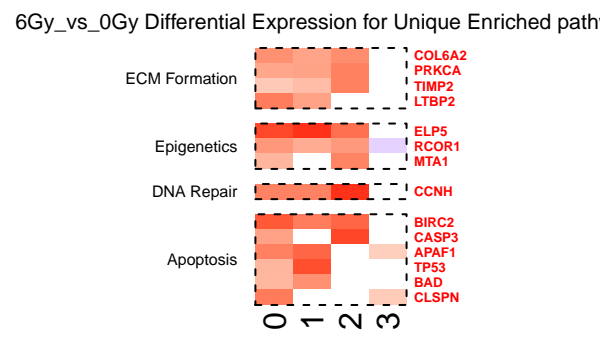 6Gy_vs_0Gy Differential Expression for Unique Enriched path
ECM Formation
COL6A2
PRKCA
TIMP2
LTBP2
Epigenetics
ELP5
RCOR1
MTA1
DNA Repair
CCNH
Apoptosis
BIRC2
CASP3
APAF1
TP53
BAD
CLSPN
0 1 2 3